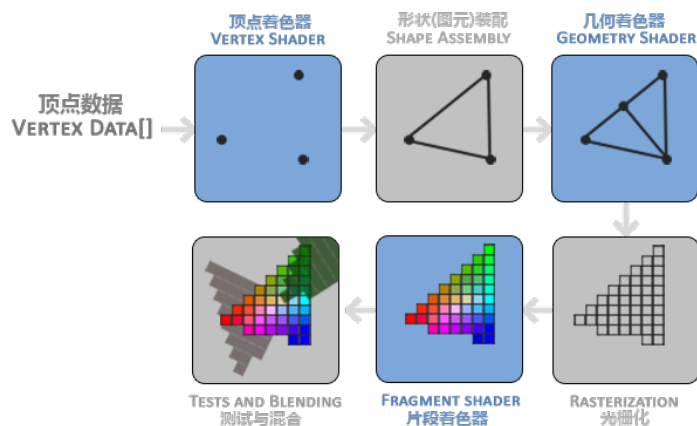 顶点着色器
VERTEX SHADER
形状(图元)装配
SHAPE ASSEMBLY
几何着色器
GEOMETRY SHADER
顶点数据
VERTEX DATA[]
TESTS AND BLENDING
测试与混合
FRAGMENT SHADER
片段着色器
RASTERIZATION
光栅化